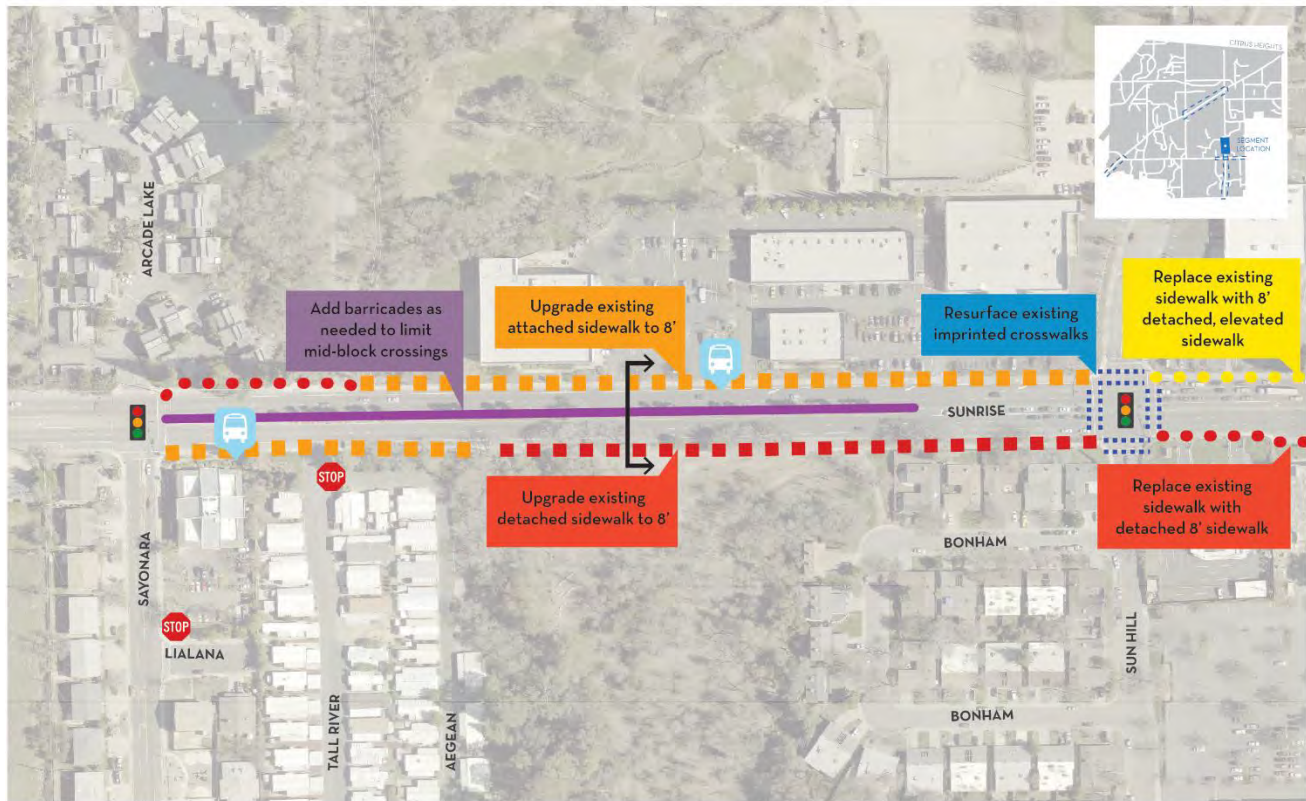 CITRUS HEIGHTS
SEGMENT
LOCATION
ARCADE LAKE
Add barricades as
needed to limit
mid-block crossings
Upgrade existing
attached sidewalk to 8'
Resurface existing
imprinted crosswalks
Replace existing
sidewalk with 8'
detached, elevated
sidewalk
SUNRISE
STOP
Upgrade existing
detached sidewalk to 8'
Replace existing
sidewalk with
detached 8' sidewalk
BONHAM
SAYONARA
STOP
LIALANA
TALL RIVER
AEGEAN
SUN HILL
BONHAM